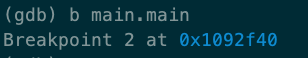 (gdb) b main.main
Breakpoint 2 at 0x1092f40